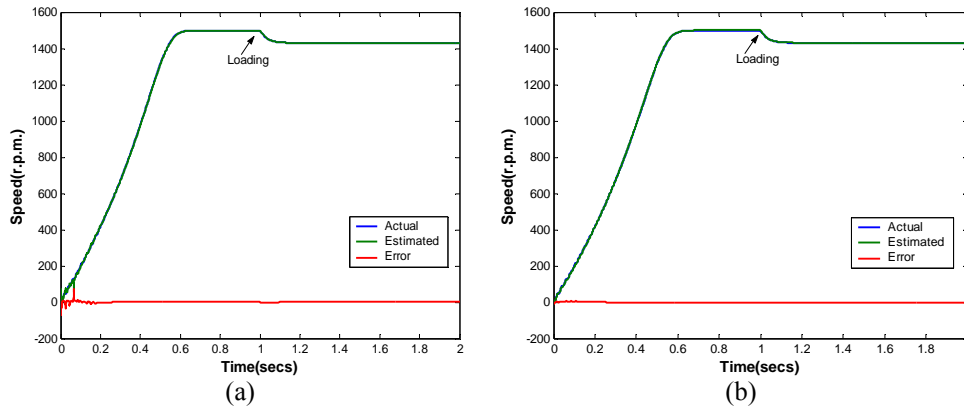 1600
1400
1200
1000
800
600
400
200
0
-200
Speed(r.p.m.)
Loading
Actual
Estimated
Error
0 0.2 0.4 0.6 0.8 1 1.2 1.4 1.6 1.8 2
Time(secs)
(a)
1600
1400
1200
1000
800
600
400
200
0
-200
Speed(r.p.m.)
Loading
Actual
Estimated
Error
0 0.2 0.4 0.6 0.8 1 1.2 1.4 1.6 1.8
Time(secs)
(b)